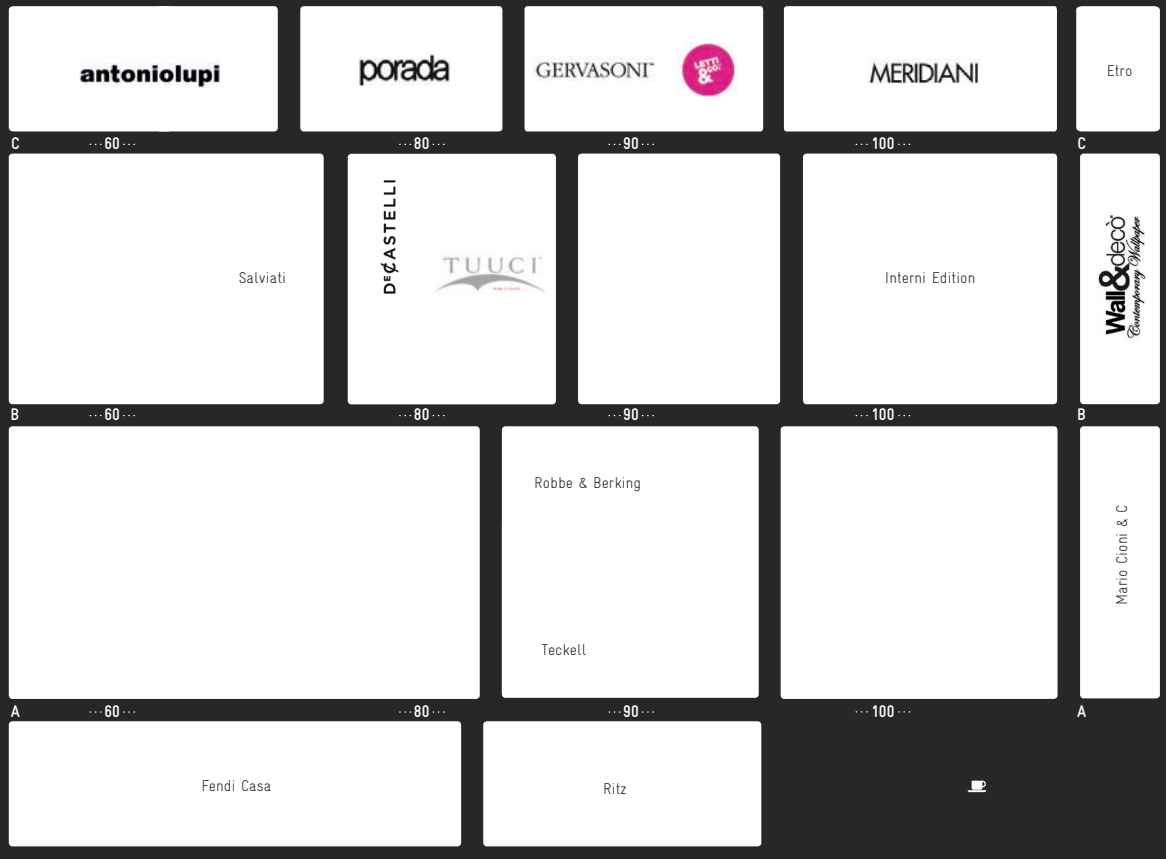 antoniolupi
porada
GERVASONI™
LETTI
&CO.
MERIDIANI
Etro
C ···60··· ···80··· ···90··· ···100··· C
Salviati
DECASTELLI
TUUCI
Interni Edition
Wall&decò®
Contemporary Wallpaper
B ···60··· ···80··· ···90··· ···100··· B
Robbe & Berking
Teckell
Mario Cioni & C
A ···60··· ···80··· ···90··· ···100··· A
Fendi Casa
Ritz